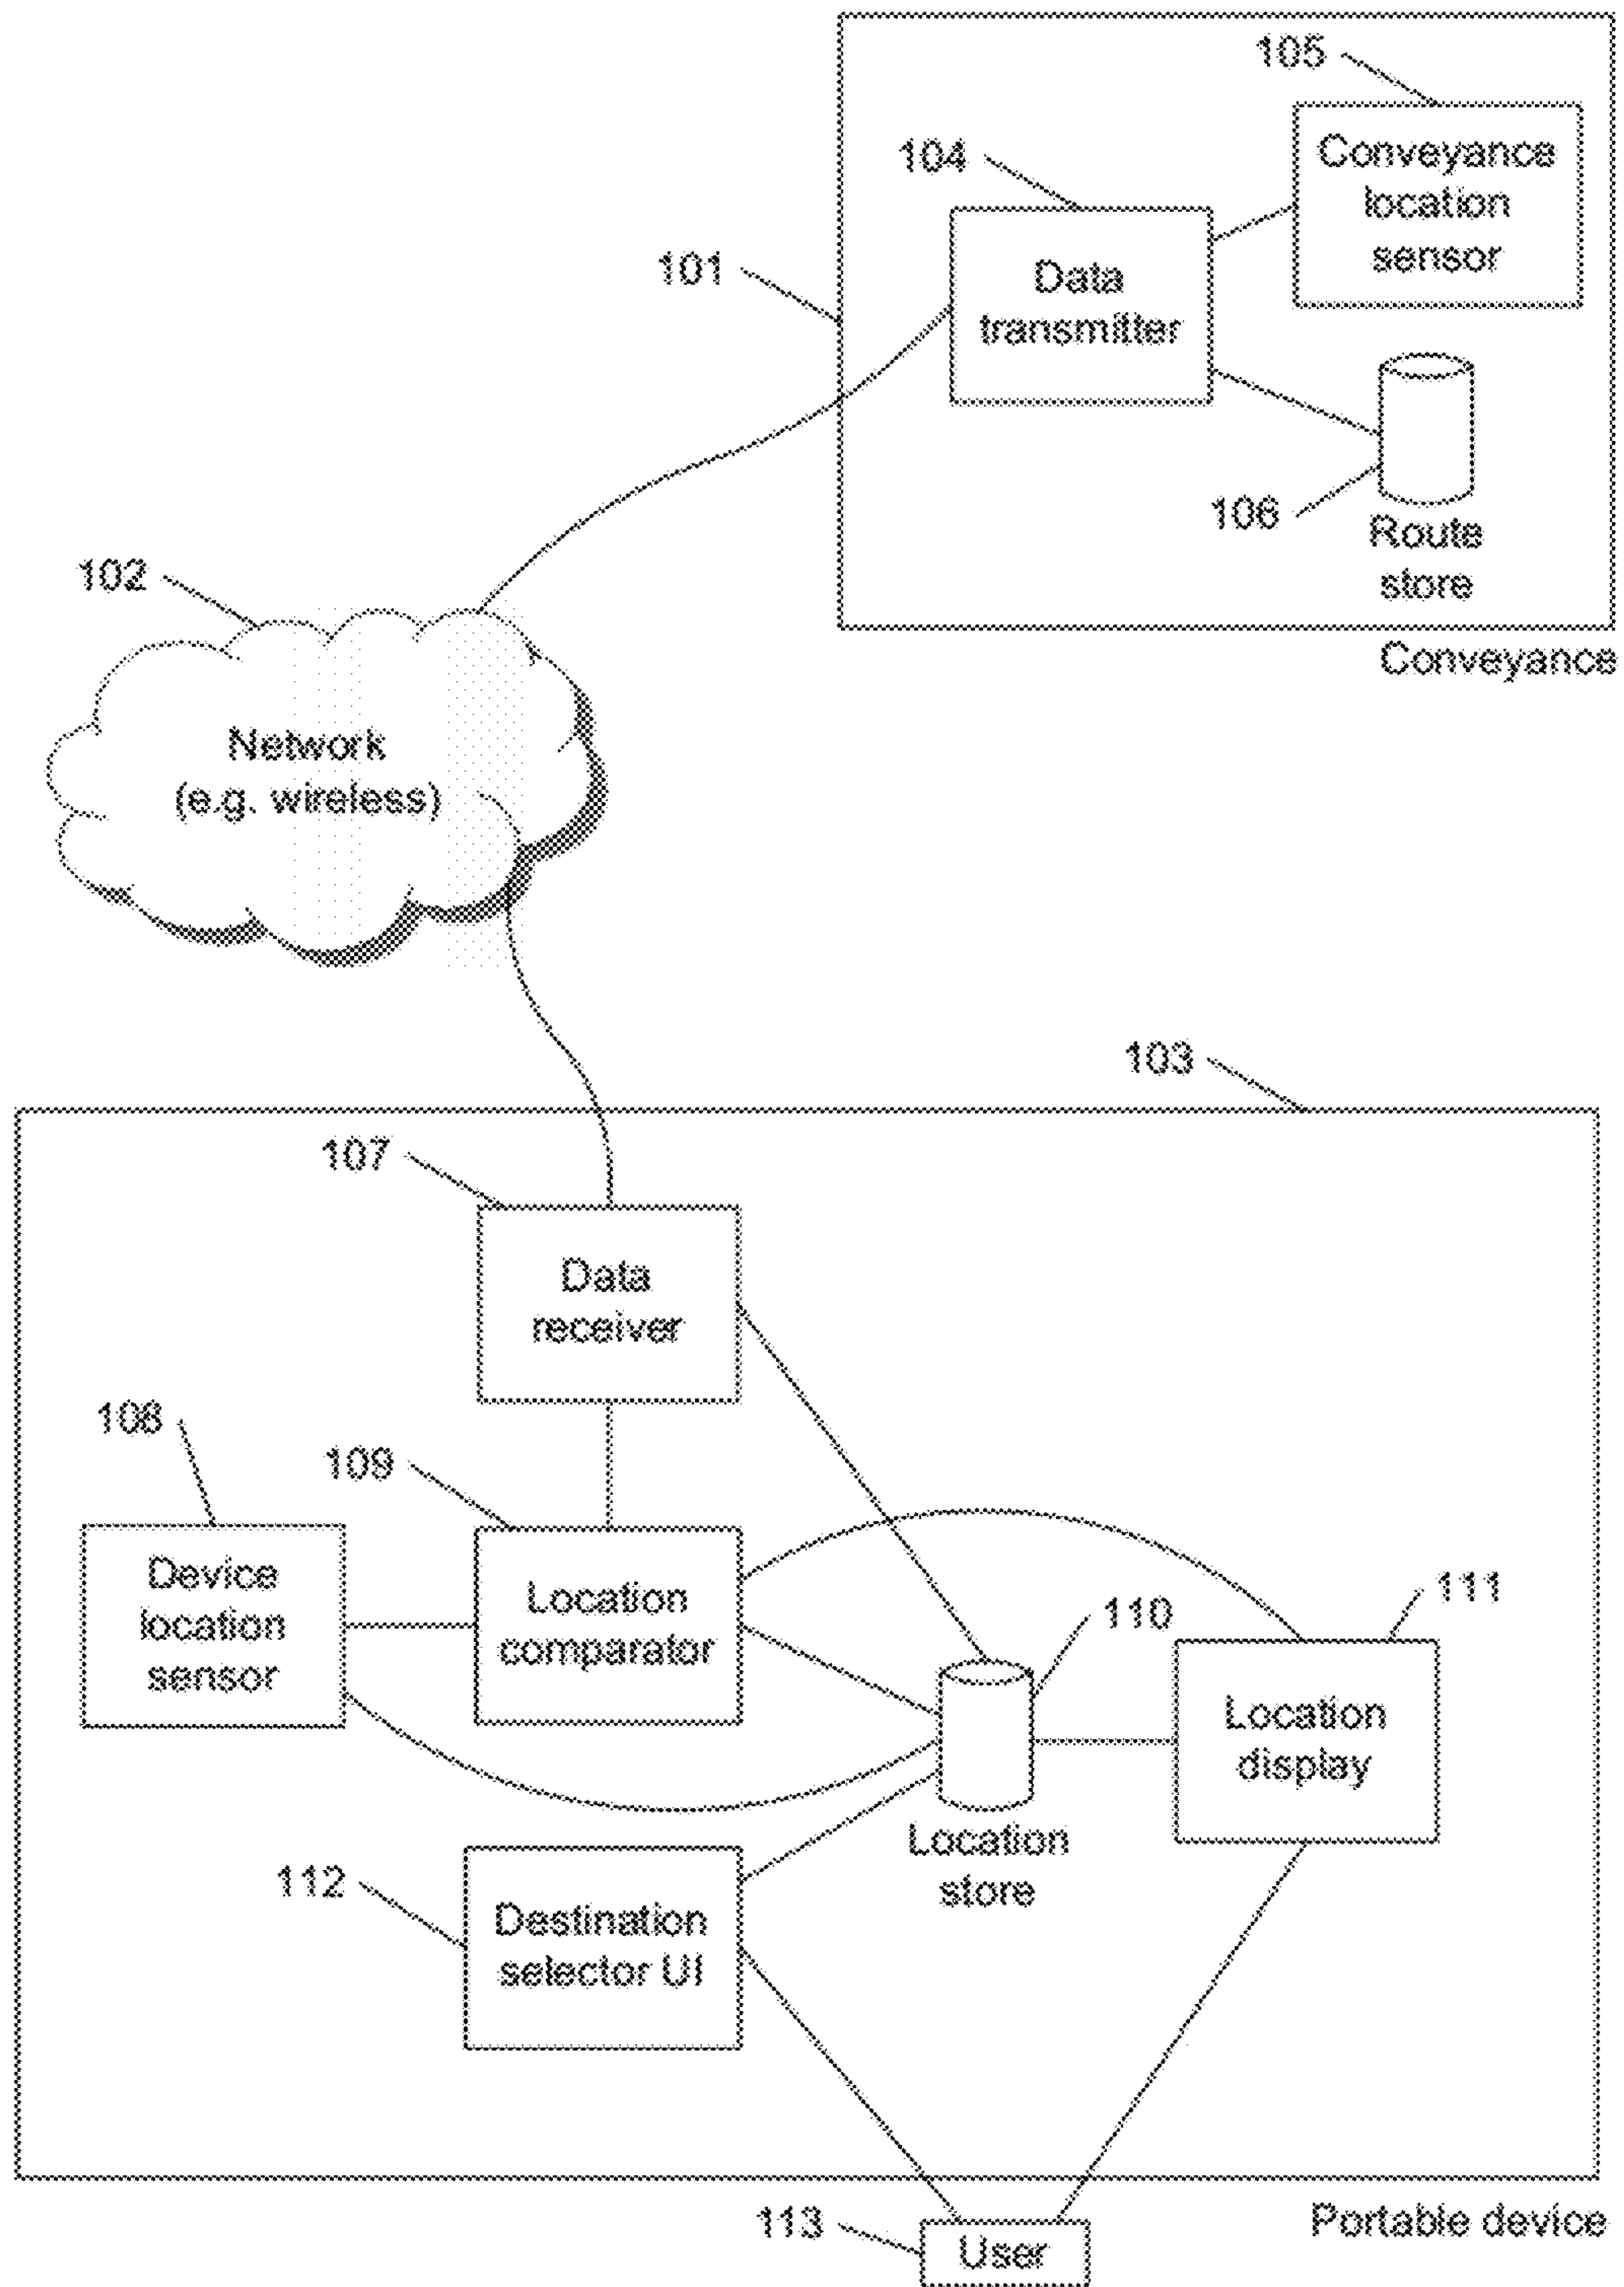 105
Conveyance
location
sensor
104
Data
transmitter
101
106
Route
store
Conveyance
102
Network
(e.g. wireless)
103
107
Data
receiver
108
Device
location
sensor
109
Location
comparator
110
Location
store
111
Location
display
112
Destination
selector UI
Portable device
113
User